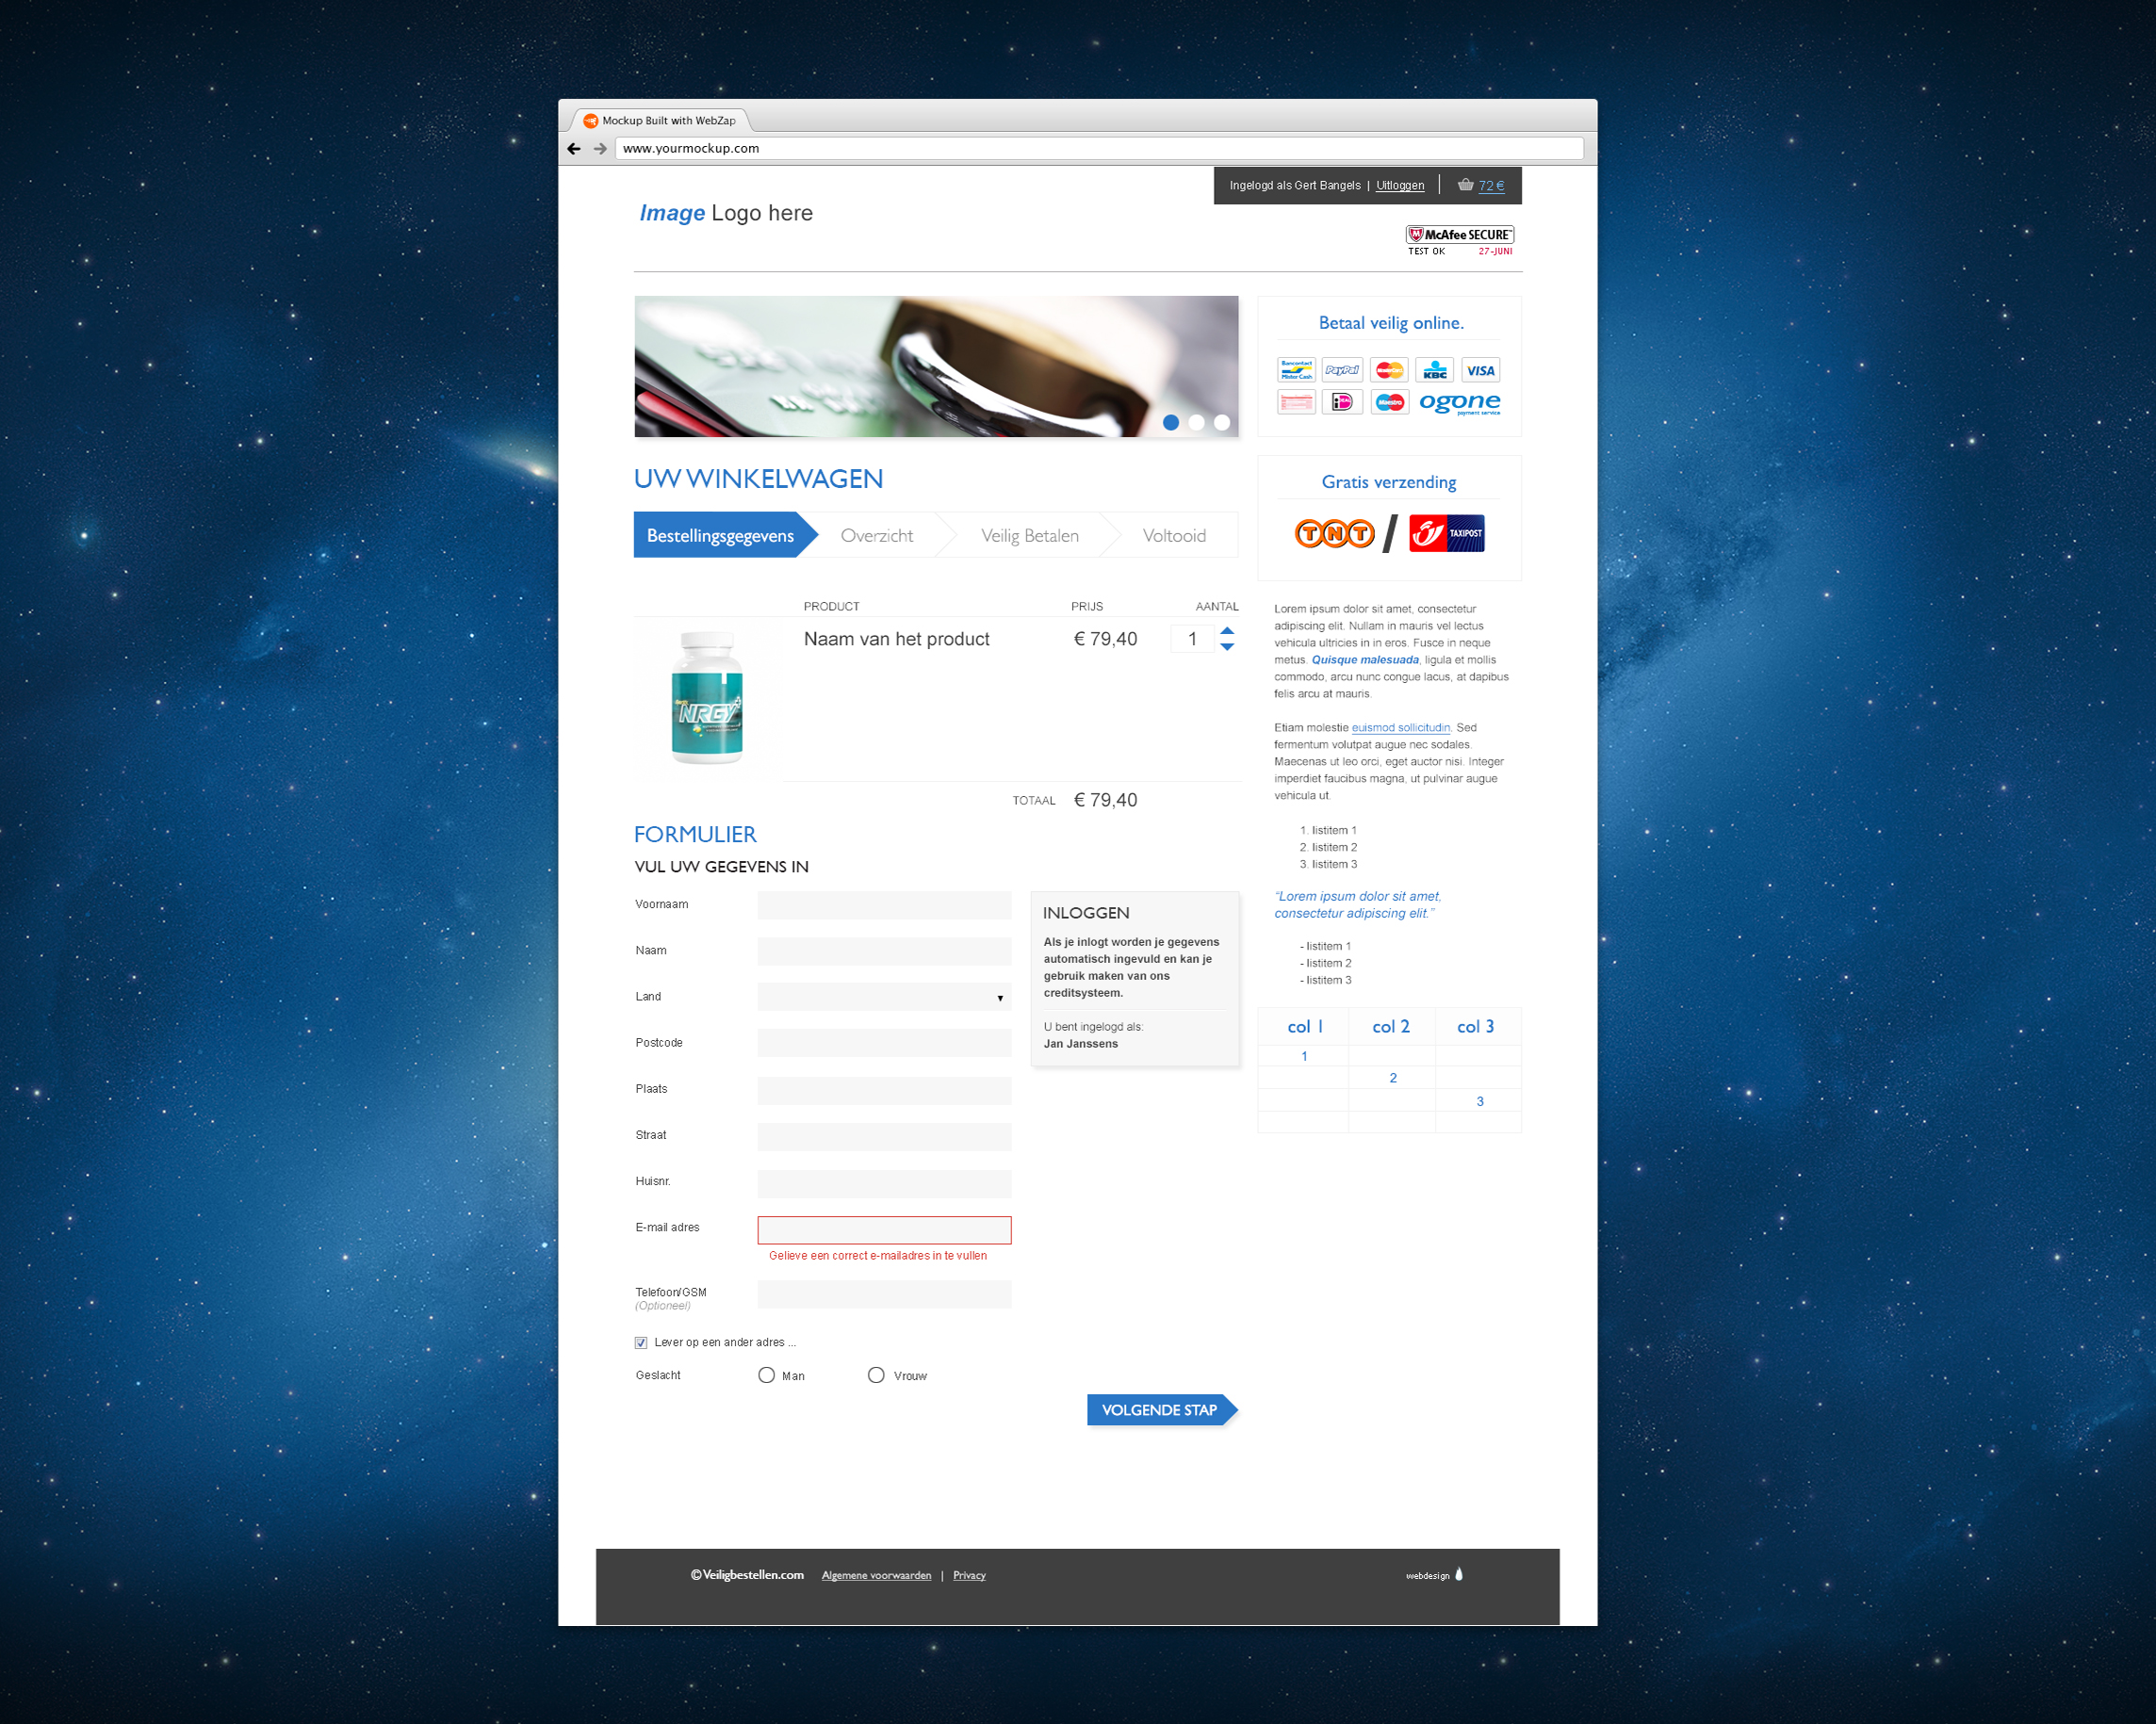 Mockup Built with WebZap
www.yourmockup.com
Ingelogd als Gert Bangels | Uitloggen
72 €
Image Logo here
McAfee SECURE™
TEST OK 27-JUNI
Betaal veilig online.
Bancontact
Mister Cash
PayPal
MasterCard
KBC
VISA
iD
Maestro
ogone
payment service
UW WINKELWAGEN
Gratis verzending
Bestellingsgegevens Overzicht Veilig Betalen Voltooid
TNT / TAXIPOST
PRODUCT PRIJS AANTAL
Naam van het product € 79,40 1
NRGY
TOTAAL € 79,40
FORMULIER
VUL UW GEGEVENS IN
Voornaam
Naam
Land
Postcode
Plaats
Straat
Huisnr.
E-mail adres
Gelieve een correct e-mailadres in te vullen
Telefoon/GSM
(Optioneel)
Lever op een ander adres ...
Geslacht Man Vrouw
INLOGGEN
Als je inlogt worden je gegevens
automatisch ingevuld en kan je
gebruik maken van ons
creditsysteem.
U bent ingelogd als:
Jan Janssens
VOLGENDE STAP
Lorem ipsum dolor sit amet, consectetur
adipiscing elit. Nullam in mauris vel lectus
vehicula ultricies in in eros. Fusce in neque
metus. Quisque malesuada, ligula et mollis
commodo, arcu nunc congue lacus, at dapibus
felis arcu at mauris.
Etiam molestie euismod sollicitudin. Sed
fermentum volutpat augue nec sodales.
Maecenas ut leo orci, eget auctor nisi. Integer
imperdiet faucibus magna, ut pulvinar augue
vehicula ut.
1. listitem 1
2. listitem 2
3. listitem 3
“Lorem ipsum dolor sit amet,
consectetur adipiscing elit.”
- listitem 1
- listitem 2
- listitem 3
col 1 col 2 col 3
1
2
3
© Veiligbestellen.com Algemene voorwaarden | Privacy
webdesign